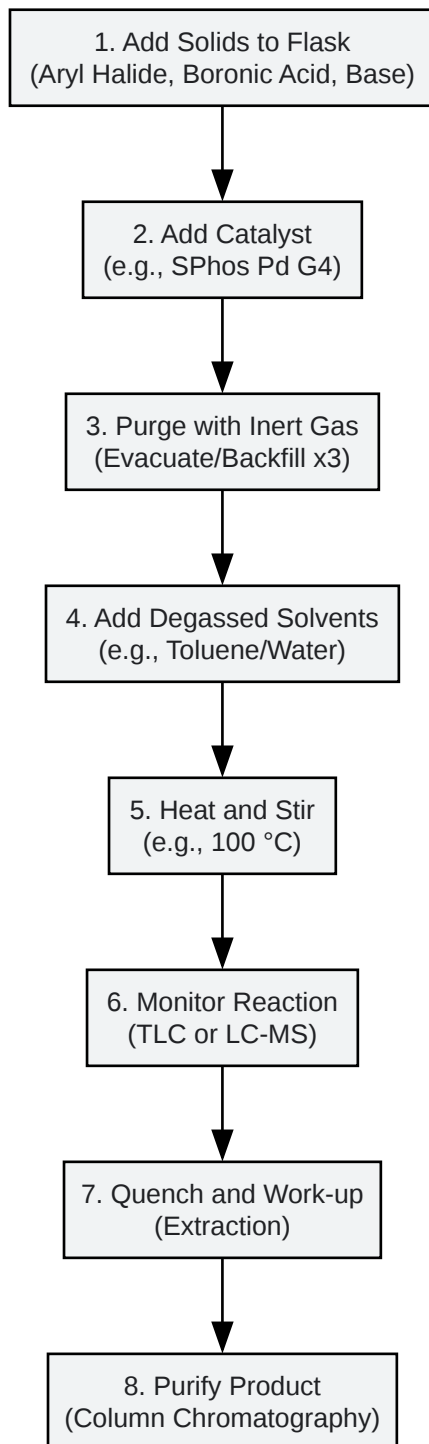 1. Add Solids to Flask
(Aryl Halide, Boronic Acid, Base)
2. Add Catalyst
(e.g., SPhos Pd G4)
3. Purge with Inert Gas
(Evacuate/Backfill x3)
4. Add Degassed Solvents
(e.g., Toluene/Water)
5. Heat and Stir
(e.g., 100 °C)
6. Monitor Reaction
(TLC or LC-MS)
7. Quench and Work-up
(Extraction)
8. Purify Product
(Column Chromatography)